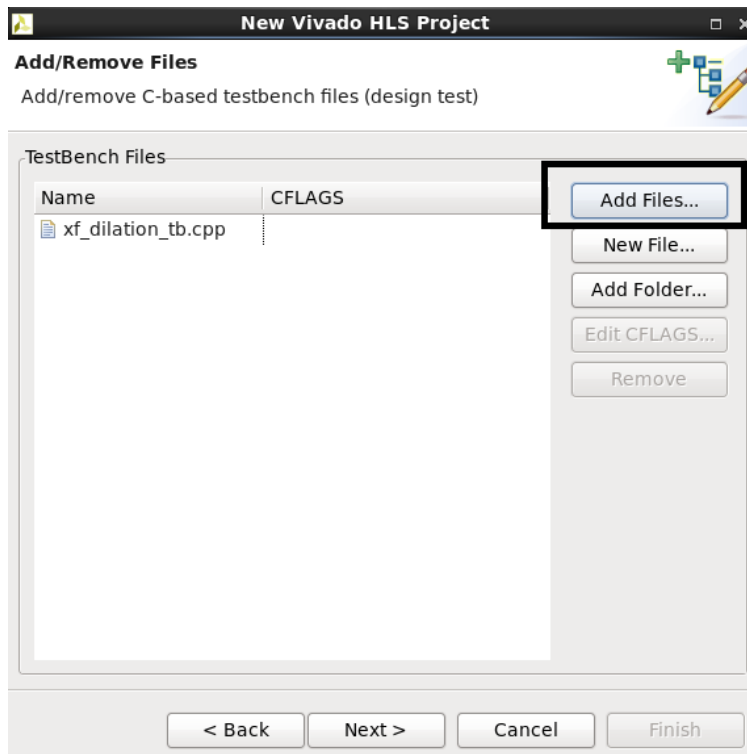 New Vivado HLS Project
Add/Remove Files
Add/remove C-based testbench files (design test)
TestBench Files
Name CFLAGS
Add Files...
xf_dilation_tb.cpp
New File...
Add Folder...
Edit CFLAGS...
Remove
< Back Next > Cancel Finish